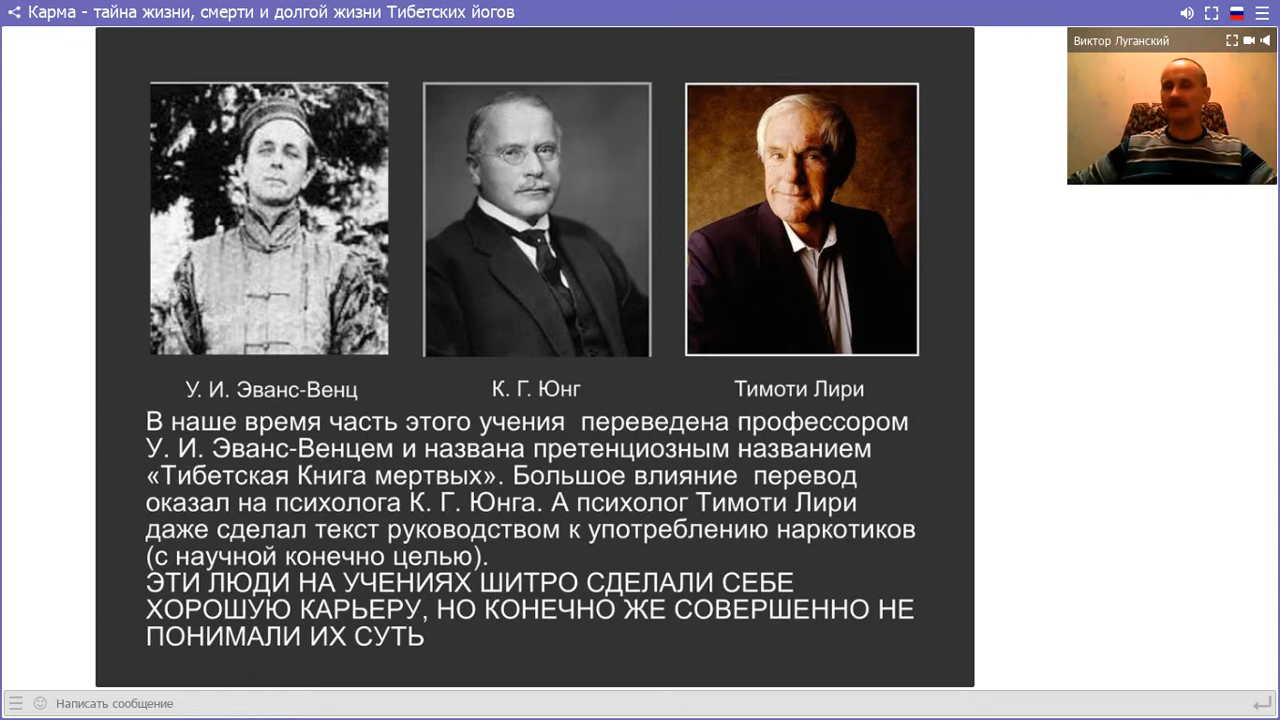 Карма - тайна жизни, смерти и долгой жизни Тибетских йогов
Виктор Луганский
У. И. Эванс-Венц
К. Г. Юнг
Тимоти Лири
В наше время часть этого учения переведена профессором
У. И. Эванс-Венцем и названа претенциозным названием
«Тибетская Книга мертвых». Большое влияние перевод
оказал на психолога К. Г. Юнга. А психолог Тимоти Лири
даже сделал текст руководством к употреблению наркотиков
(с научной конечно целью).
ЭТИ ЛЮДИ НА УЧЕНИЯХ ШИТРО СДЕЛАЛИ СЕБЕ
ХОРОШУЮ КАРЬЕРУ, НО КОНЕЧНО ЖЕ СОВЕРШЕННО НЕ
ПОНИМАЛИ ИХ СУТЬ
Написать сообщение